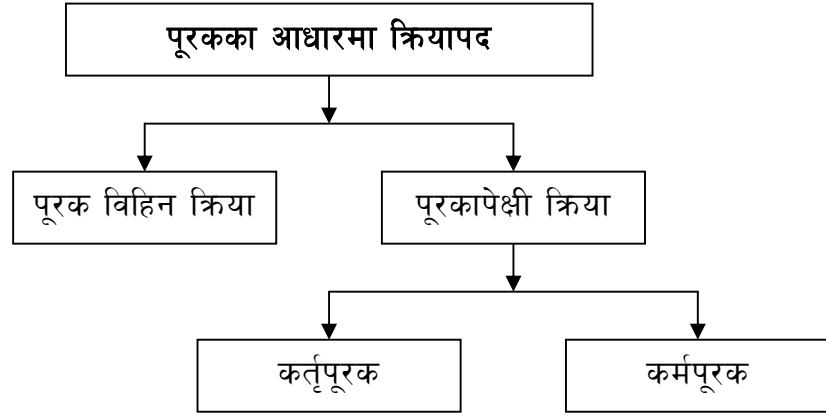 पूरकका आधारमा क्रियापद
पूरक विहिन क्रिया
पूरकापेक्षी क्रिया
कर्तृपूरक
कर्मपूरक